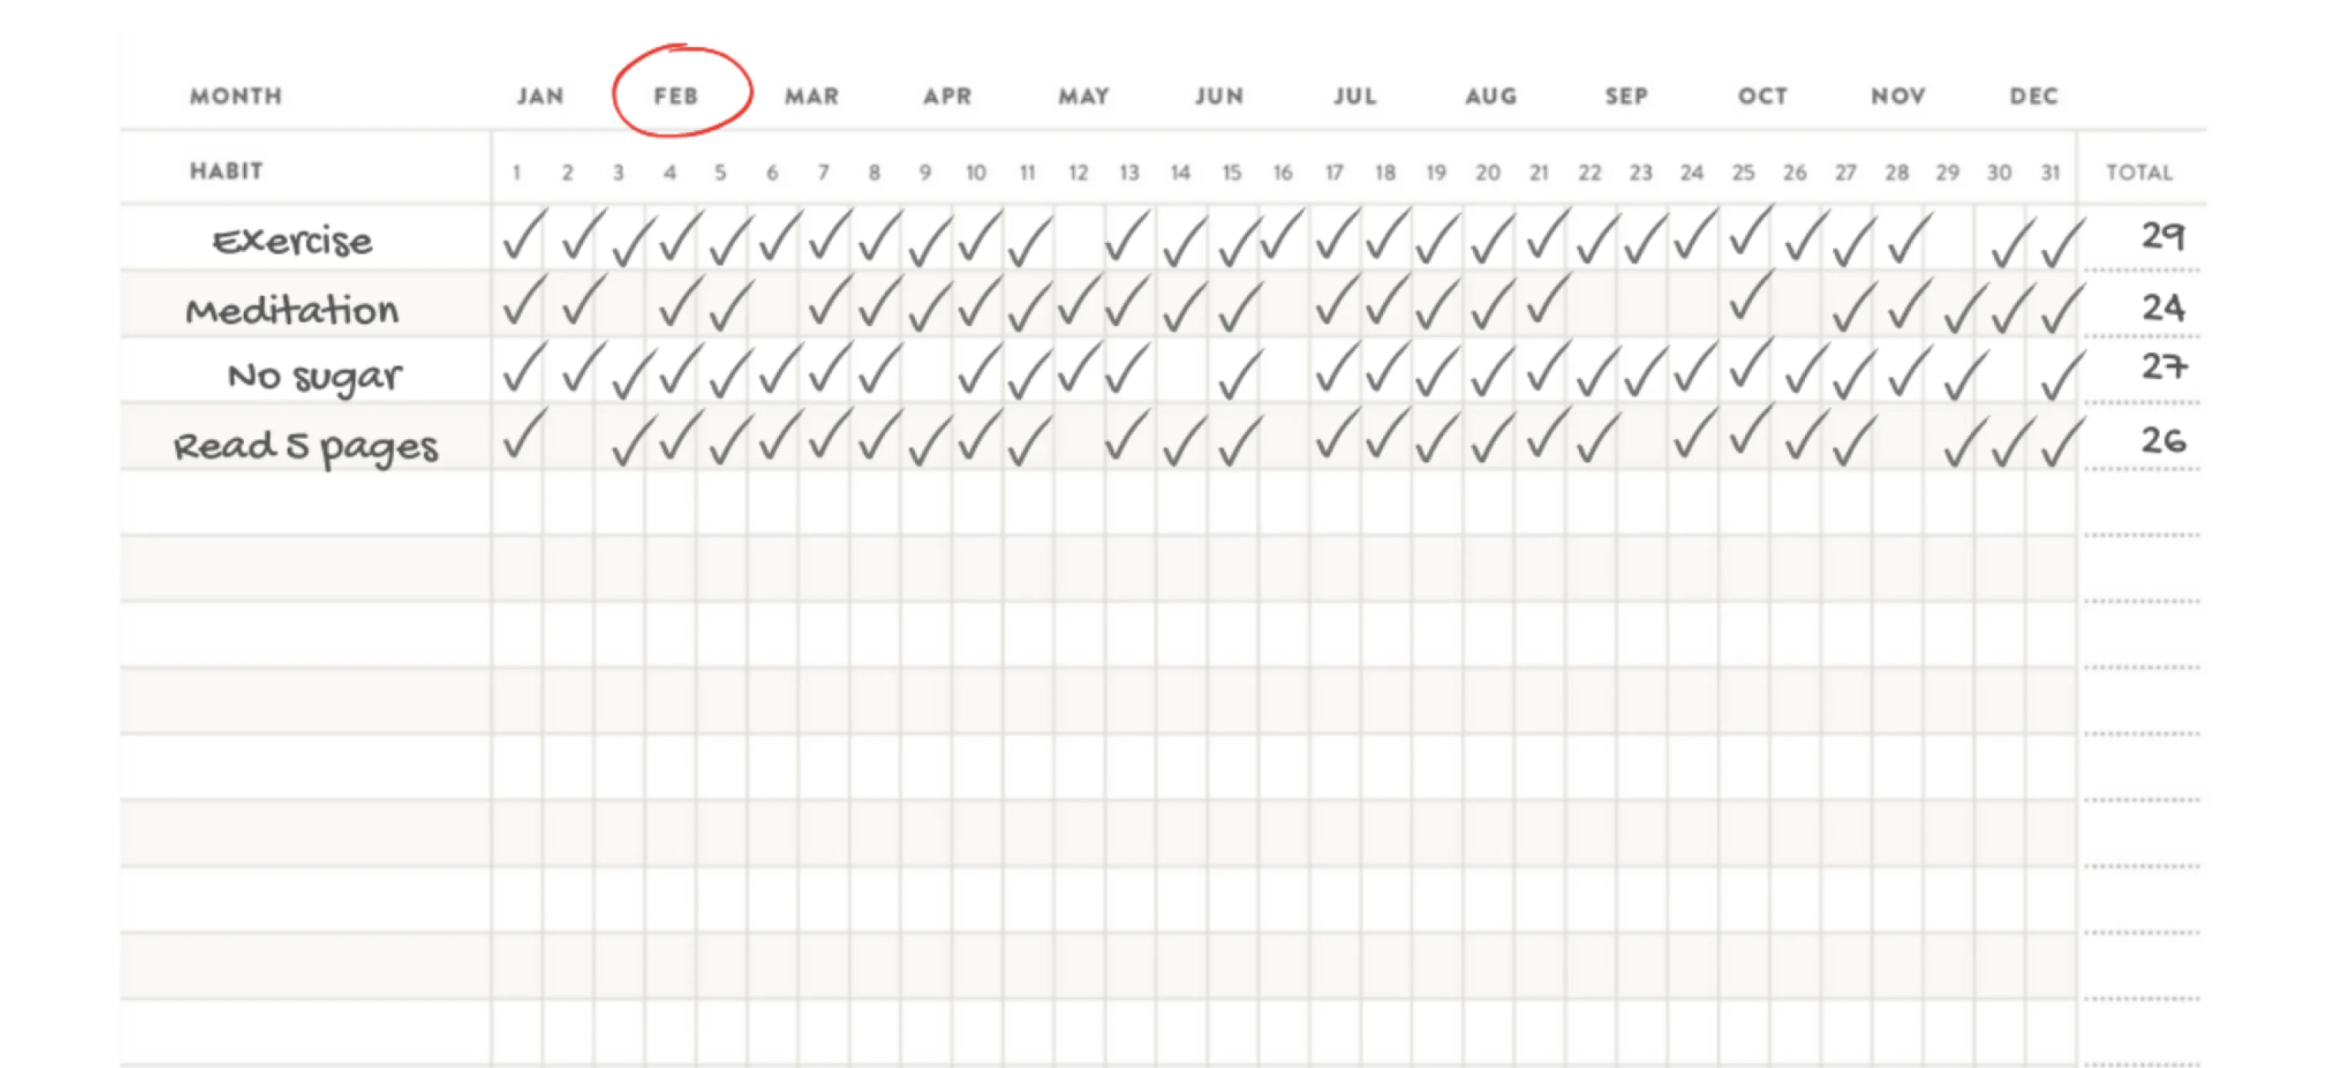 MONTH JAN FEB MAR APR MAY JUN JUL AUG SEP OCT NOV DEC
HABIT 1 2 3 4 5 6 7 8 9 10 11 12 13 14 15 16 17 18 19 20 21 22 23 24 25 26 27 28 29 30 31 TOTAL
Exercise 29
Meditation 24
No sugar 27
Read 5 pages 26